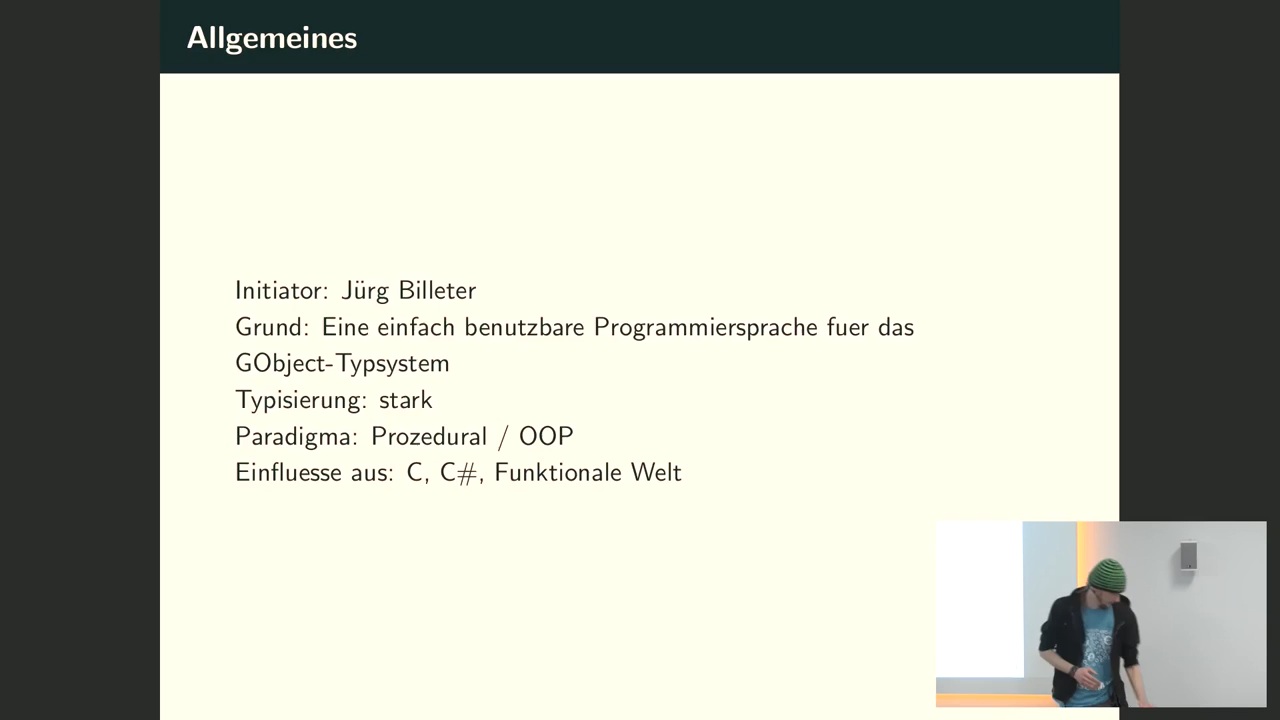 Allgemeines
Initiator: Jürg Billeter
Grund: Eine einfach benutzbare Programmiersprache fuer das
GObject-Typsystem
Typisierung: stark
Paradigma: Prozedural / OOP
Einfluesse aus: C, C#, Funktionale Welt